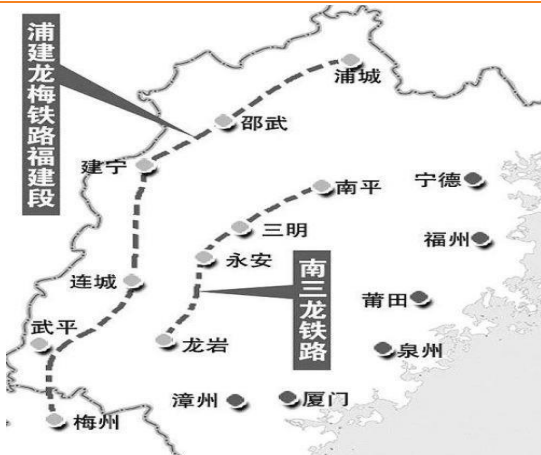 浦建龙梅铁路福建段
浦城
邵武
建宁
南平
宁德
三明
福州
永安
连城
南三龙铁路
莆田
武平
龙岩
泉州
漳州
厦门
梅州